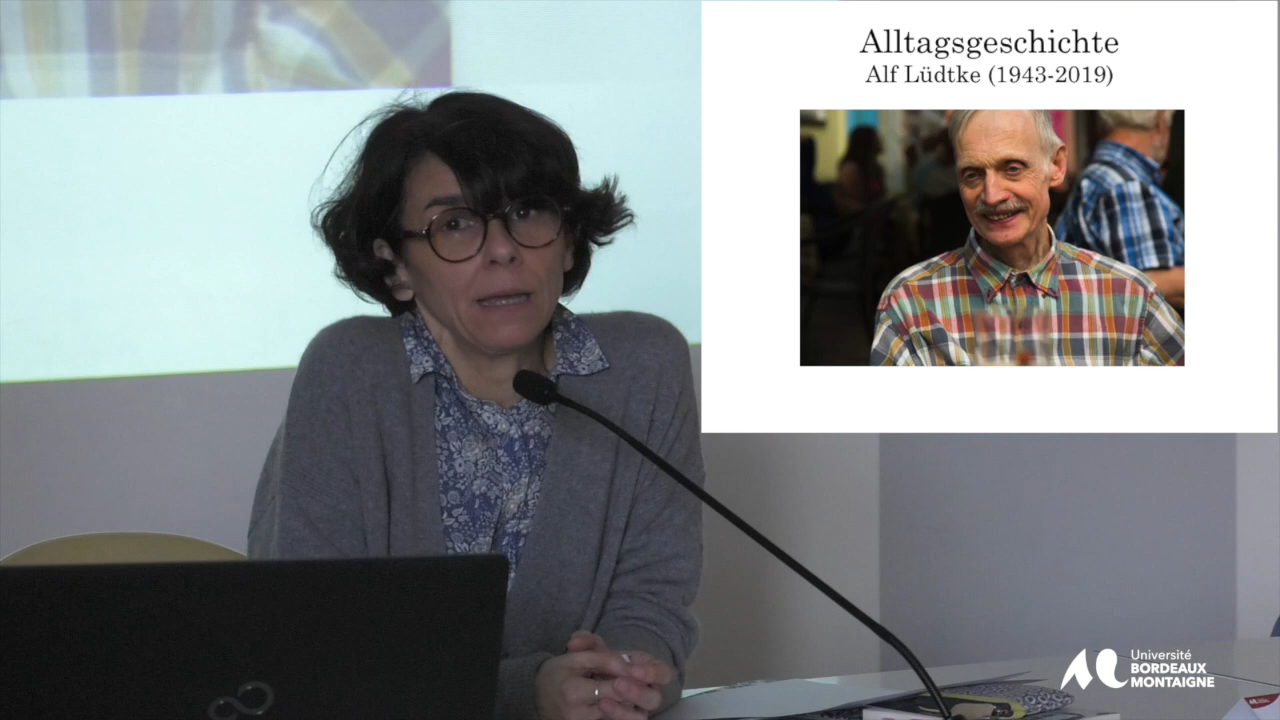 Alltagsgeschichte
Alf Lüdtke (1943-2019)
Université
BORDEAUX
MONTAIGNE